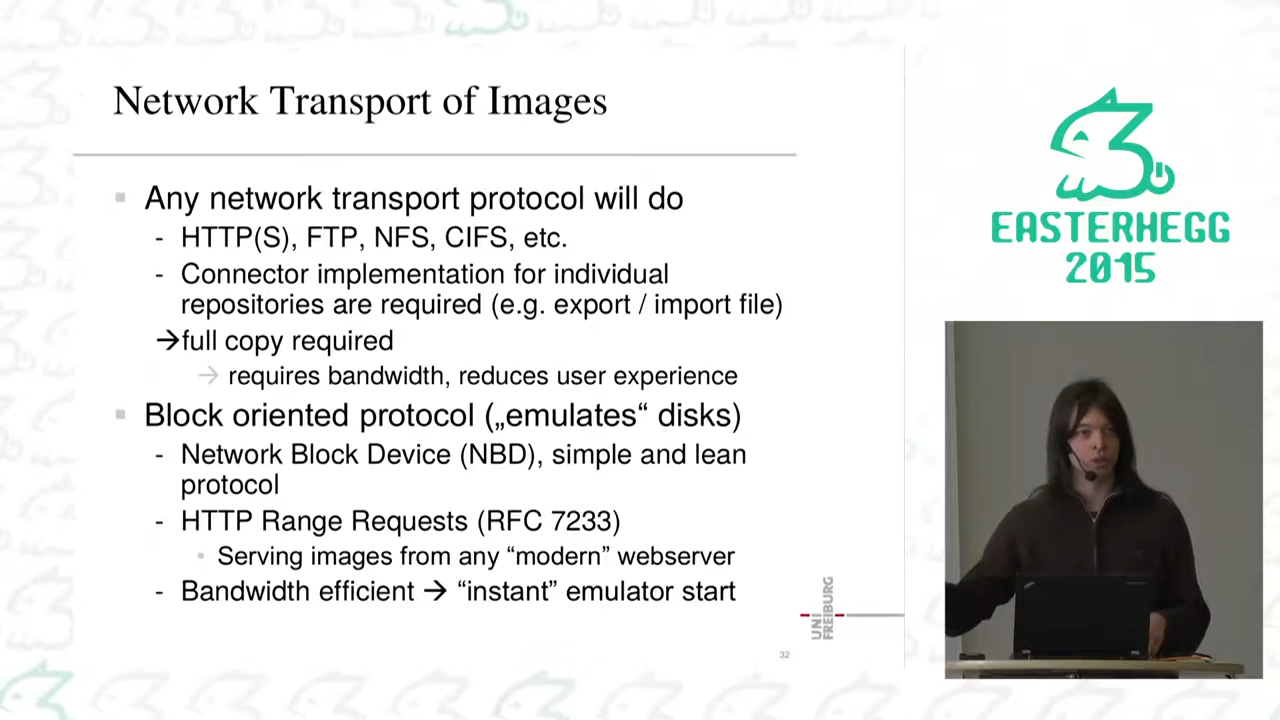 Network Transport of Images
Any network transport protocol will do
- HTTP(S), FTP, NFS, CIFS, etc.
- Connector implementation for individual
repositories are required (e.g. export / import file)
→full copy required
→ requires bandwidth, reduces user experience
Block oriented protocol („emulates“ disks)
- Network Block Device (NBD), simple and lean
protocol
- HTTP Range Requests (RFC 7233)
Serving images from any “modern” webserver
- Bandwidth efficient → “instant” emulator start
UNI
FREIBURG
32
EASTERHEGG
2015